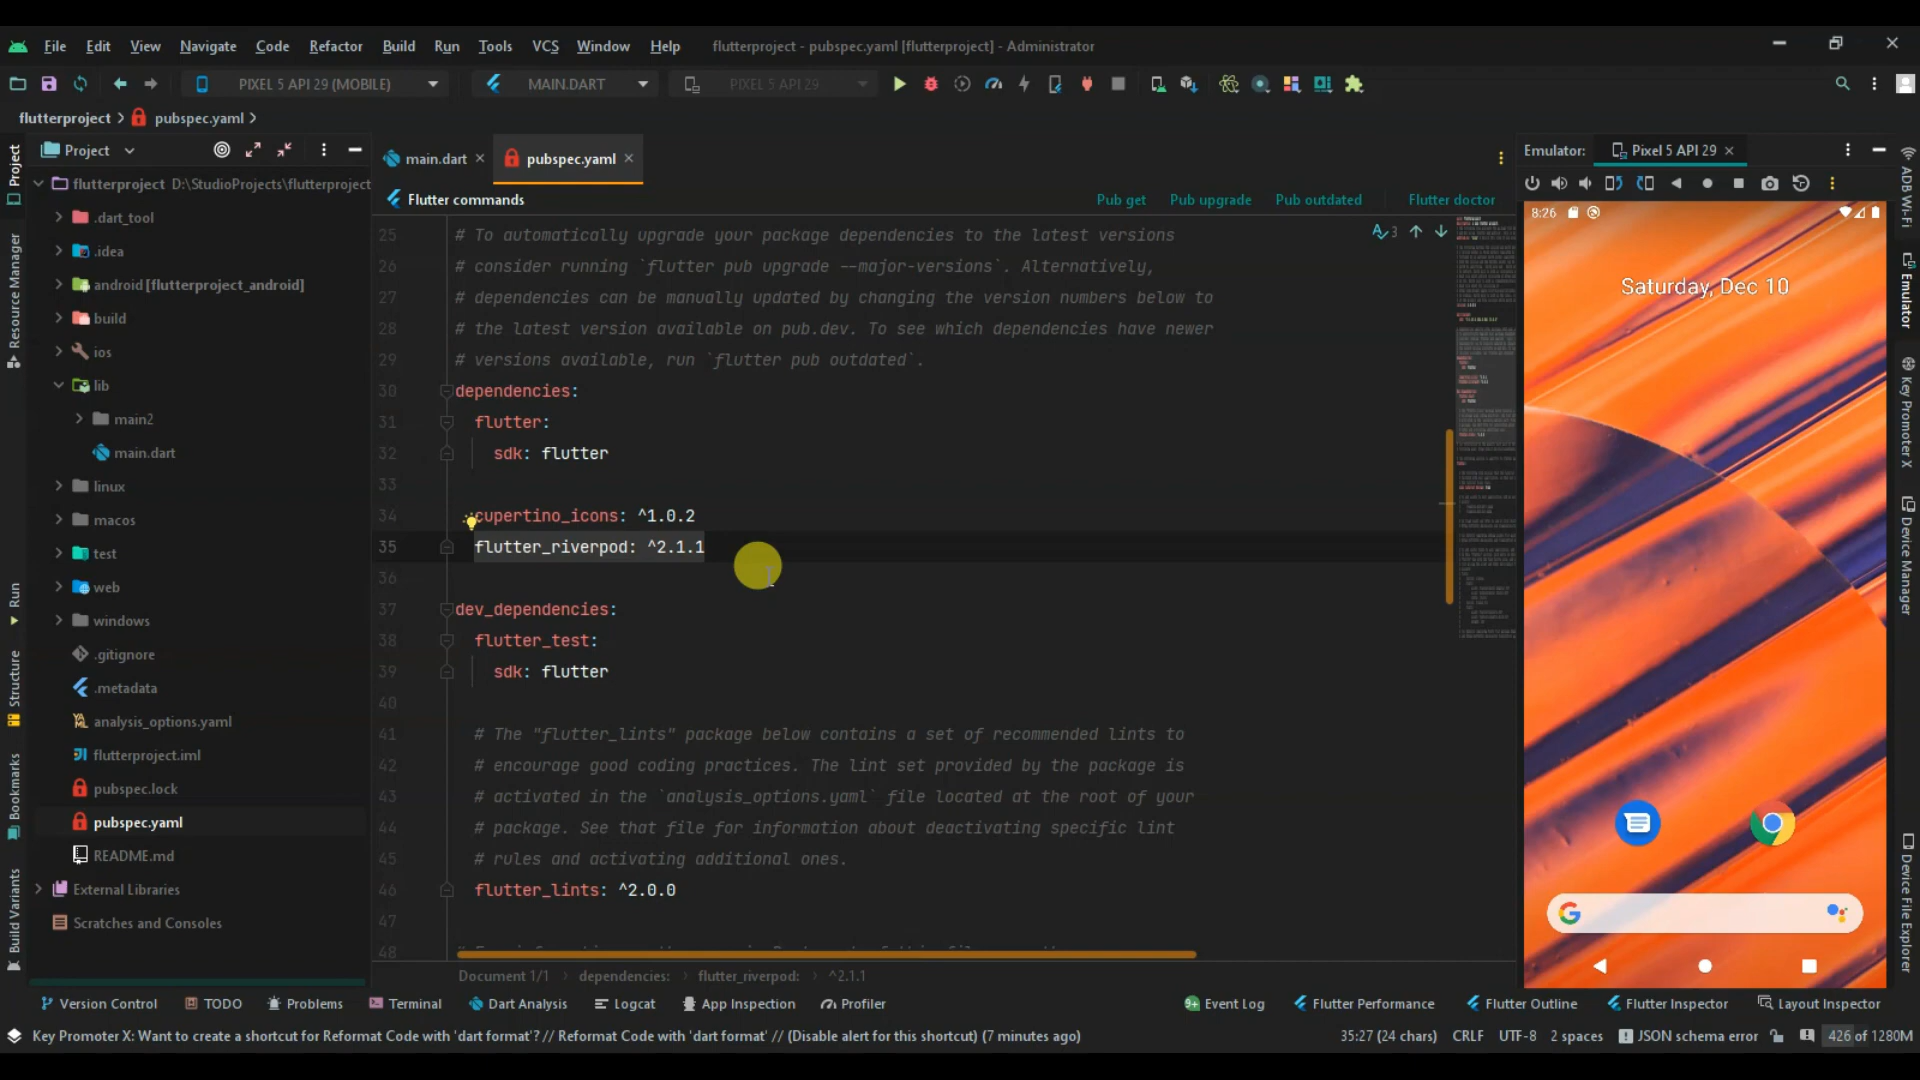 File Edit View Navigate Code Refactor Build Run Tools VCS Window Help flutterproject - pubspec.yaml [flutterproject] - Administrator
PIXEL 5 API 29 (MOBILE) MAIN.DART PIXEL 5 API 29
flutterproject pubspec.yaml
Project
main.dart
pubspec.yaml
Emulator: Pixel 5 API 29
Flutter commands
Pub get Pub upgrade Pub outdated Flutter doctor
Project
Resource Manager
Run
Structure
Bookmarks
Build Variants
flutterproject D:\StudioProjects\flutterproject
.dart_tool
.idea
android [flutterproject_android]
build
ios
lib
main2
main.dart
linux
macos
test
web
windows
.gitignore
.metadata
analysis_options.yaml
flutterproject.iml
pubspec.lock
pubspec.yaml
README.md
External Libraries
Scratches and Consoles
25 # To automatically upgrade your package dependencies to the latest versions
26 # consider running `flutter pub upgrade --major-versions`. Alternatively,
27 # dependencies can be manually updated by changing the version numbers below to
28 # the latest version available on pub.dev. To see which dependencies have newer
29 # versions available, run `flutter pub outdated`.
30 dependencies:
31 flutter:
32 sdk: flutter
33
34 cupertino_icons: ^1.0.2
35 flutter_riverpod: ^2.1.1
36
37 dev_dependencies:
38 flutter_test:
39 sdk: flutter
40
41 # The "flutter_lints" package below contains a set of recommended lints to
42 # encourage good coding practices. The lint set provided by the package is
43 # activated in the `analysis_options.yaml` file located at the root of your
44 # package. See that file for information about deactivating specific lint
45 # rules and activating additional ones.
46 flutter_lints: ^2.0.0
47
48
3
8:26
Saturday, Dec 10
ADB Wi-Fi
Emulator
Key Promoter X
Device Manager
Device File Explorer
Document 1/1 dependencies: flutter_riverpod: ^2.1.1
Version Control TODO Problems Terminal Dart Analysis Logcat App Inspection Profiler Event Log Flutter Performance Flutter Outline Flutter Inspector Layout Inspector
Key Promoter X: Want to create a shortcut for Reformat Code with 'dart format'? // Reformat Code with 'dart format' // (Disable alert for this shortcut) (7 minutes ago) 35:27 (24 chars) CRLF UTF-8 2 spaces JSON schema error 426 of 1280M